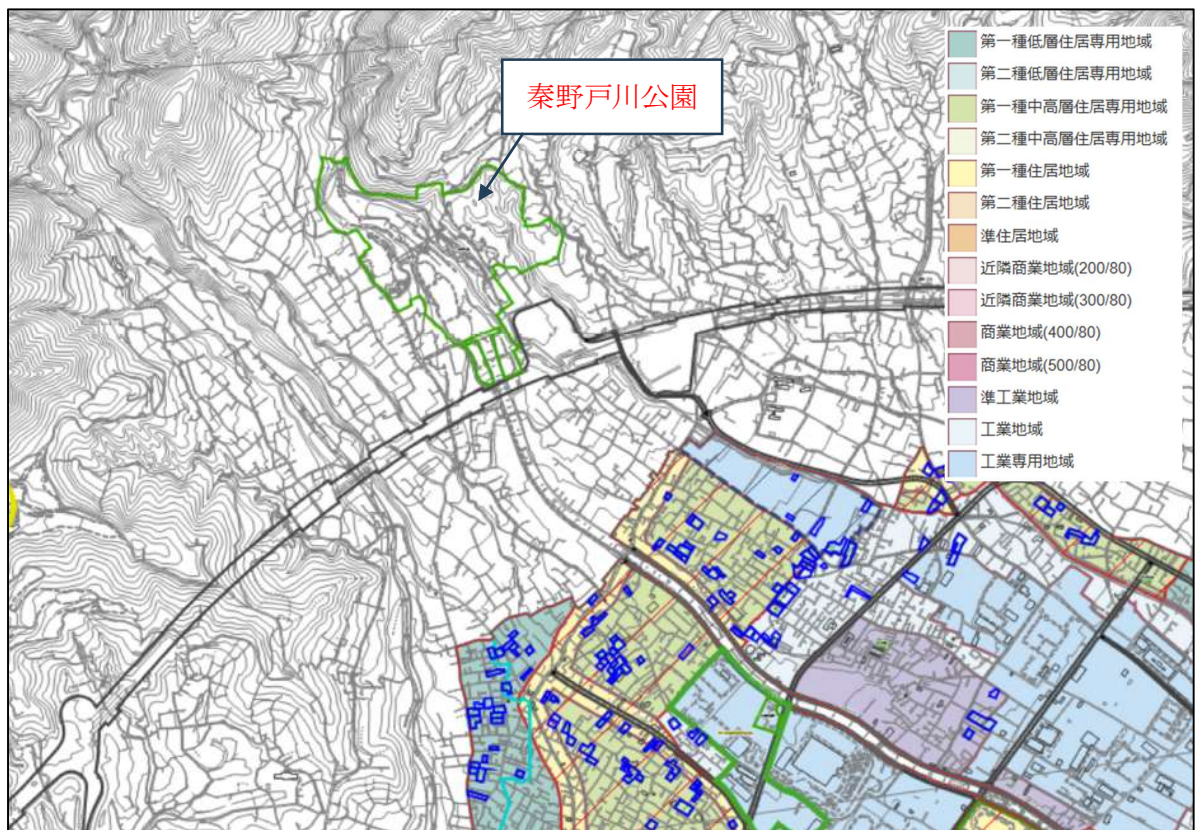 秦野戸川公園
第一種低層住居専用地域
第二種低層住居専用地域
第一種中高層住居専用地域
第二種中高層住居専用地域
第一種住居地域
第二種住居地域
準住居地域
近隣商業地域(200/80)
近隣商業地域(300/80)
商業地域(400/80)
商業地域(500/80)
準工業地域
工業地域
工業専用地域